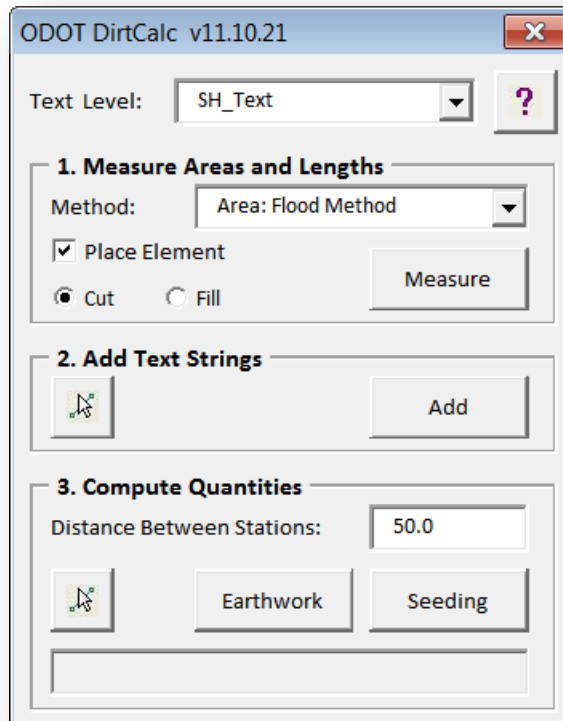 ODOT DirtCalc v11.10.21
Text Level: SH_Text ?
1. Measure Areas and Lengths
Method: Area: Flood Method
Place Element
Cut Fill Measure
2. Add Text Strings
Add
3. Compute Quantities
Distance Between Stations: 50.0
Earthwork Seeding